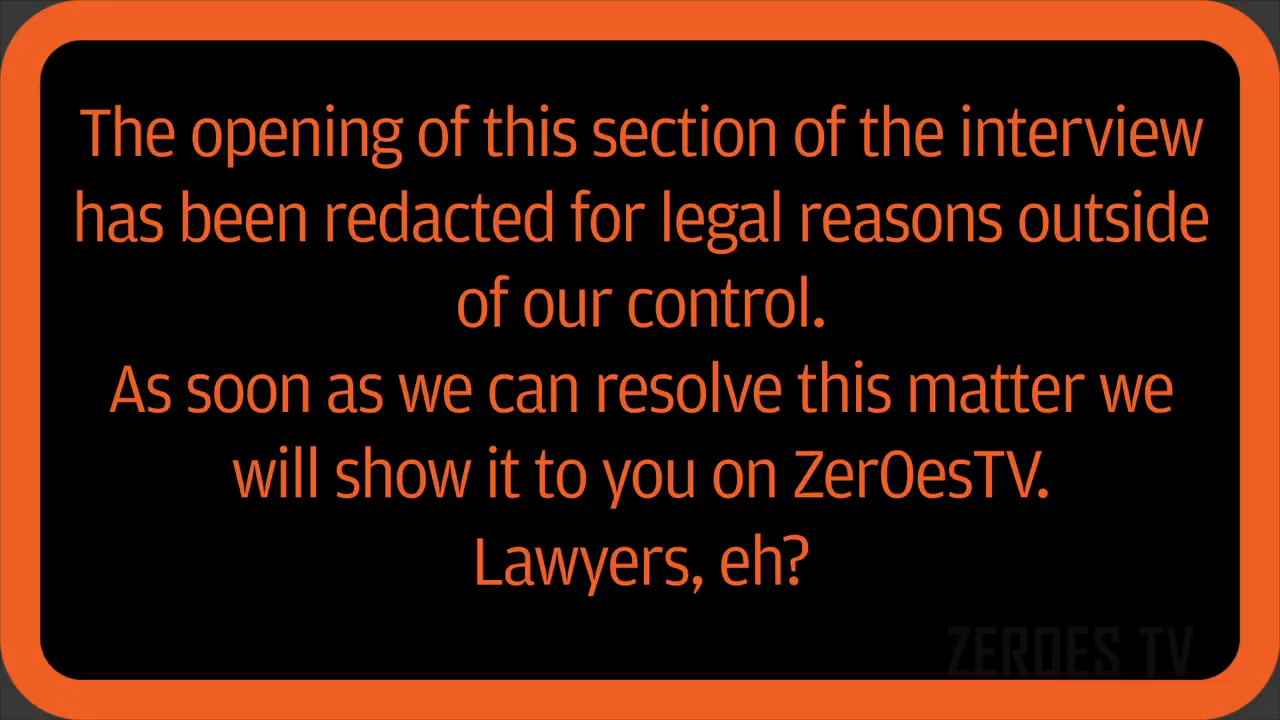 The opening of this section of the interview
has been redacted for legal reasons outside
of our control.
As soon as we can resolve this matter we
will show it to you on Zer0esTV.
Lawyers, eh?
ZEROES TV